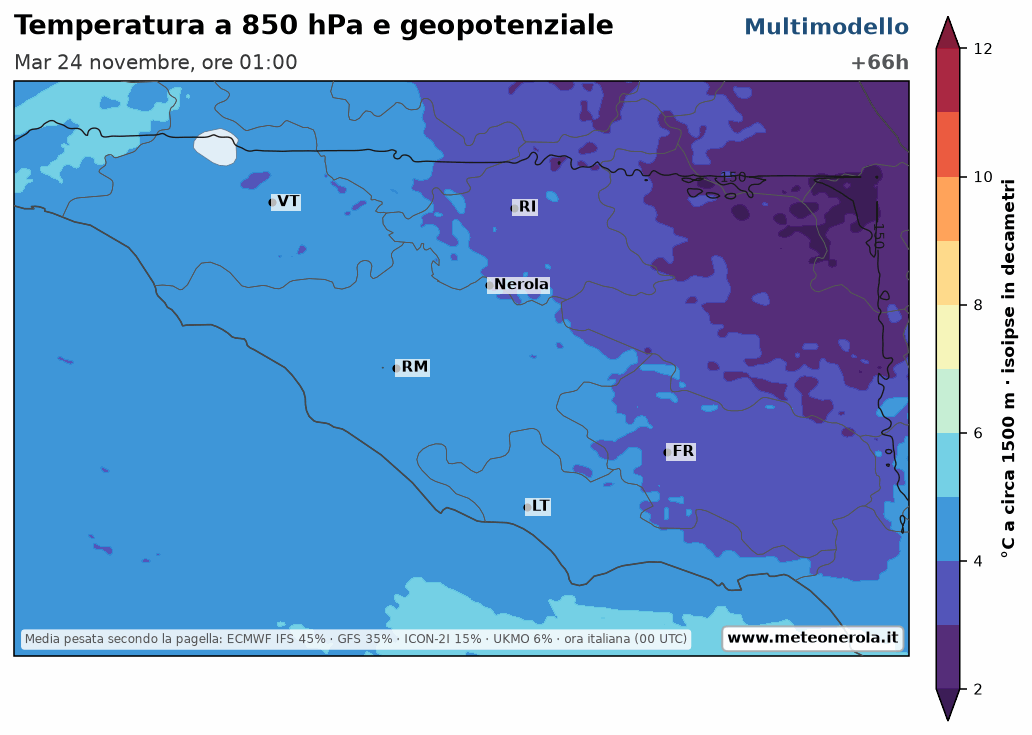 Temperatura a 850 hPa e geopotenziale
Multimodello
Mar 24 novembre, ore 01:00
+66h
150
150
VT
RI
Nerola
RM
FR
LT
12
10
8
6
4
2
°C a circa 1500 m · isoipse in decametri
Media pesata secondo la pagella: ECMWF IFS 45% · GFS 35% · ICON-2I 15% · UKMO 6% · ora italiana (00 UTC)
www.meteonerola.it